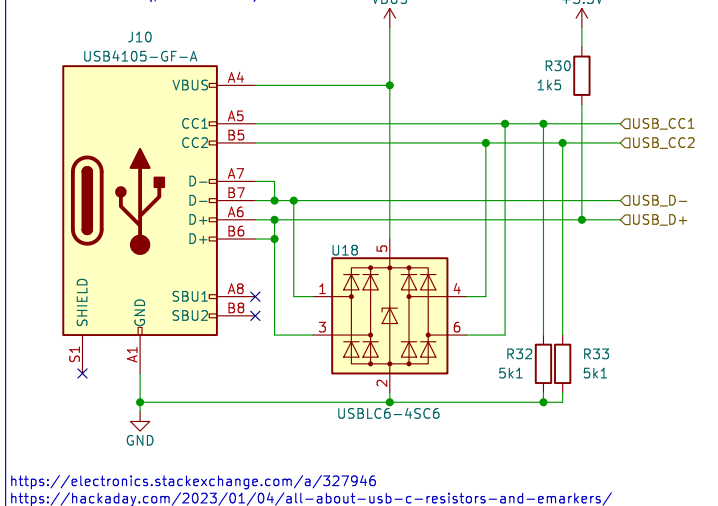 J10
USB4105-GF-A
VBUS
A4
CC1
A5
CC2
B5
D-
A7
D-
B7
D+
A6
D+
B6
SBU1
A8
SBU2
B8
SHIELD
S1
GND
A1
GND
VBUS
+3.3V
R30
1k5
USB_CC1
USB_CC2
USB_D-
USB_D+
U18
5
1
4
3
6
2
USBLC6-4SC6
R32
5k1
R33
5k1
https://electronics.stackexchange.com/a/327946
https://hackaday.com/2023/01/04/all-about-usb-c-resistors-and-emarkers/